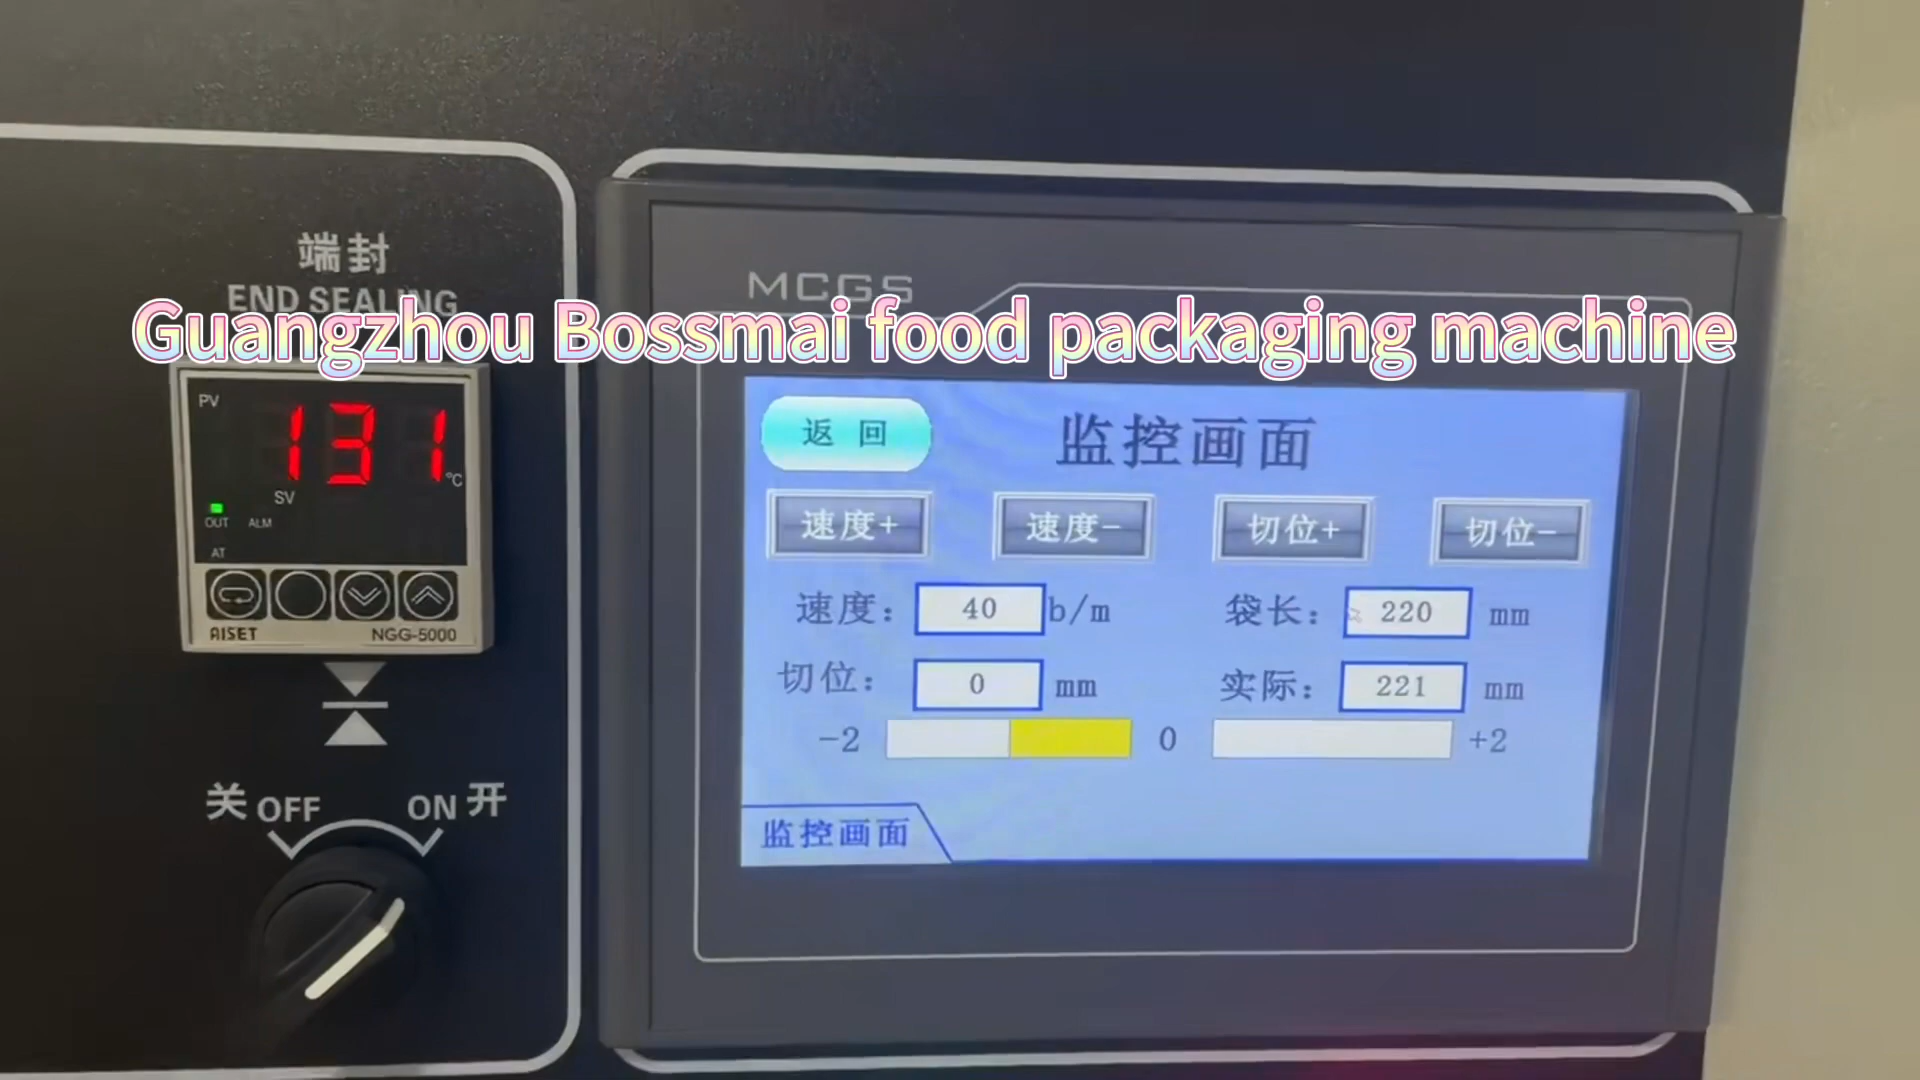 端封
END SEALING
MCGS
Guangzhou Bossmai food packaging machine
PV
131
℃
SV
OUT ALM
AT
AISET NGG-5000
关 OFF ON 开
返回 监控画面
速度+ 速度- 切位+ 切位-
速度: 40 b/m 袋长: 220 mm
切位: 0 mm 实际: 221 mm
-2 0 +2
监控画面